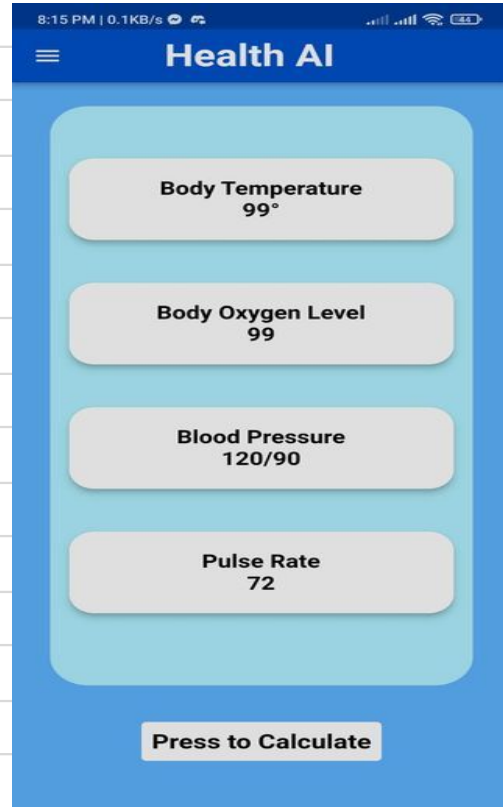 8:15 PM | 0.1KB/s 44
Health AI
Body Temperature
99°
Body Oxygen Level
99
Blood Pressure
120/90
Pulse Rate
72
Press to Calculate